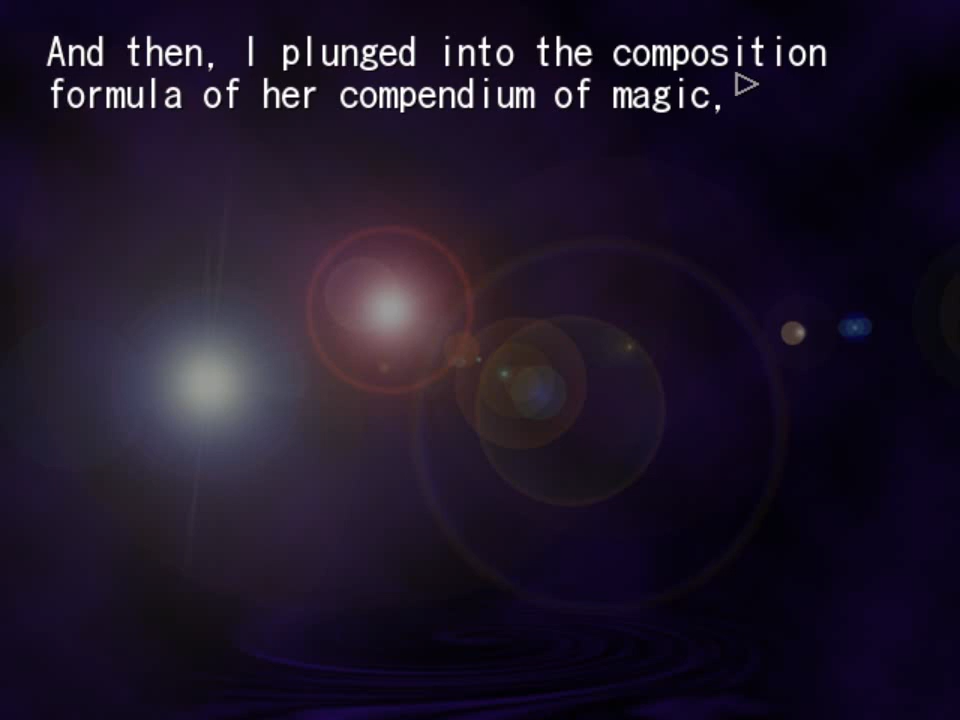 And then, I plunged into the composition
formula of her compendium of magic,